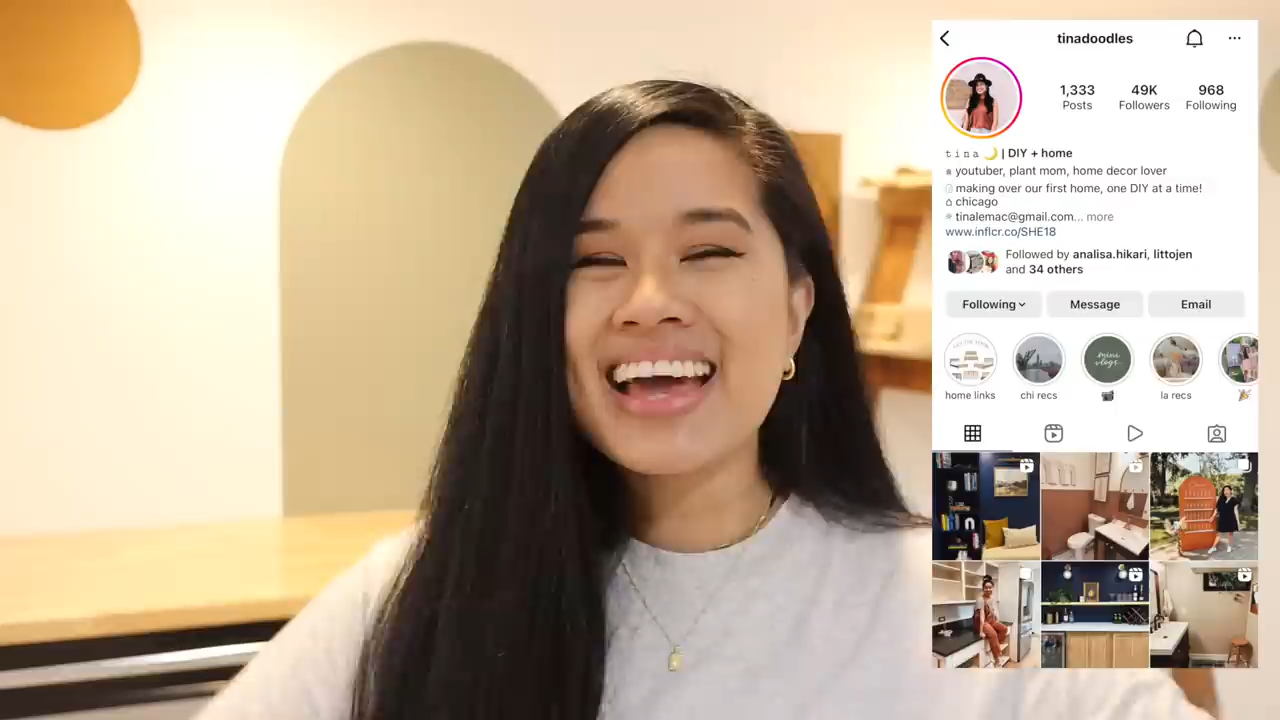 tinadoodles
1,333
Posts
49K
Followers
968
Following
t i n a 🌙 | DIY + home
youtuber, plant mom, home decor lover
making over our first home, one DIY at a time!
chicago
tinalemac@gmail.com... more
www.inflcr.co/SHE18
Followed by analisa.hikari, littojen
and 34 others
Following
Message
Email
mini
vlogs
home links
chi recs
la recs